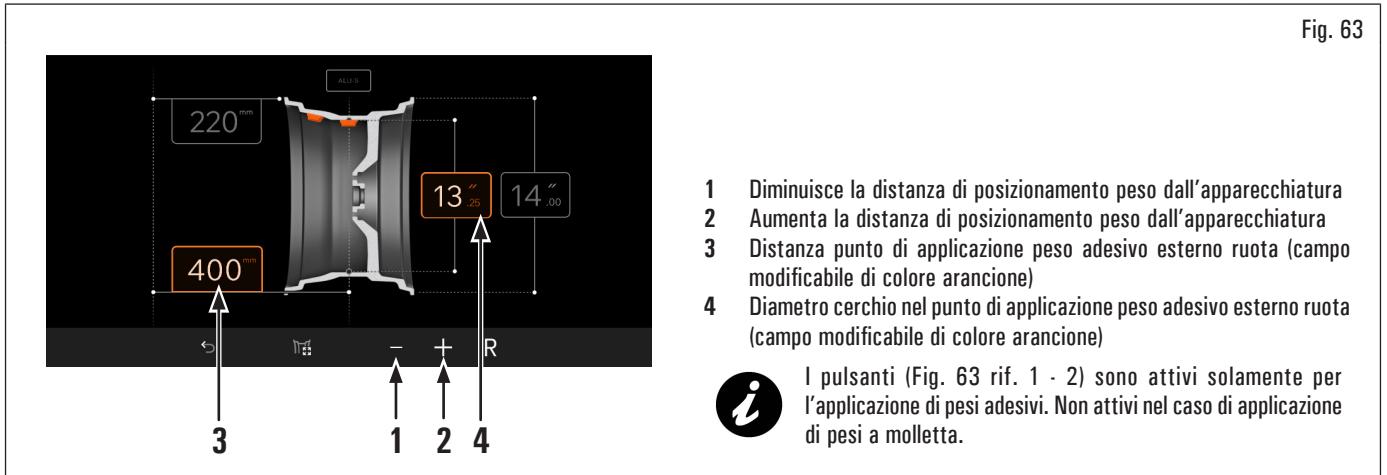 Fig. 63
ALU-S
220 mm
13 ″ .25
14 ″ .00
400 mm
− + R
3 1 2 4
1 Diminuisce la distanza di posizionamento peso dall'apparecchiatura
2 Aumenta la distanza di posizionamento peso dall'apparecchiatura
3 Distanza punto di applicazione peso adesivo esterno ruota (campo
modificabile di colore arancione)
4 Diametro cerchio nel punto di applicazione peso adesivo esterno ruota
(campo modificabile di colore arancione)
i
I pulsanti (Fig. 63 rif. 1 - 2) sono attivi solamente per
l'applicazione di pesi adesivi. Non attivi nel caso di applicazione
di pesi a molletta.